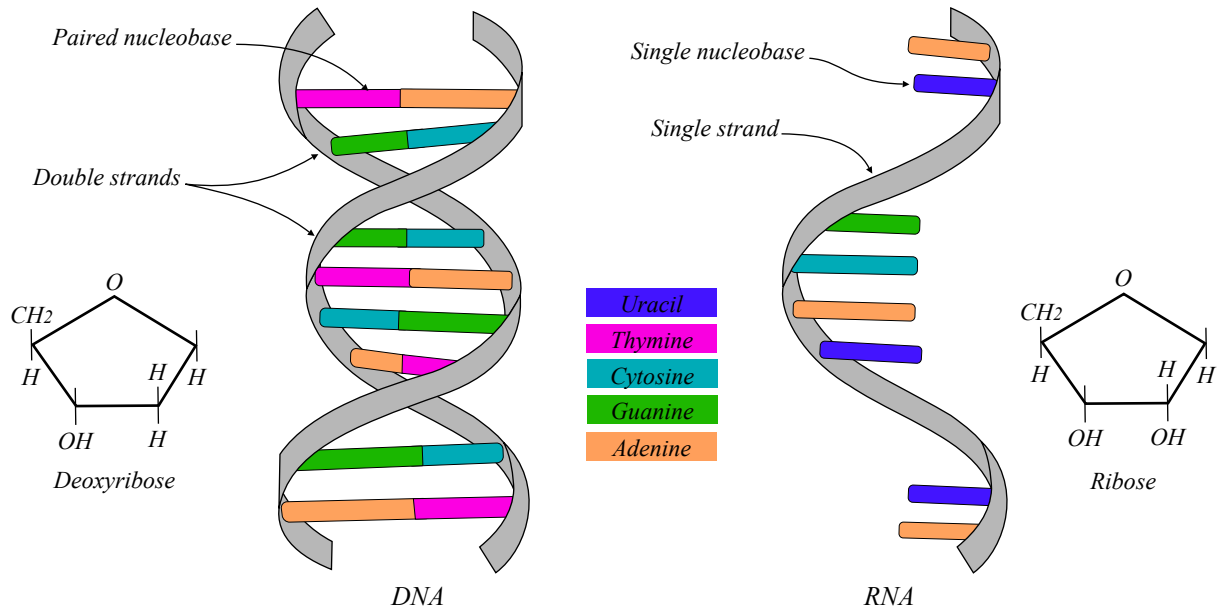 Paired nucleobase
Double strands
O
CH2
H
H
H
OH
H
Deoxyribose
DNA
Uracil
Thymine
Cytosine
Guanine
Adenine
Single nucleobase
Single strand
O
CH2
H
H
H
OH
OH
Ribose
RNA